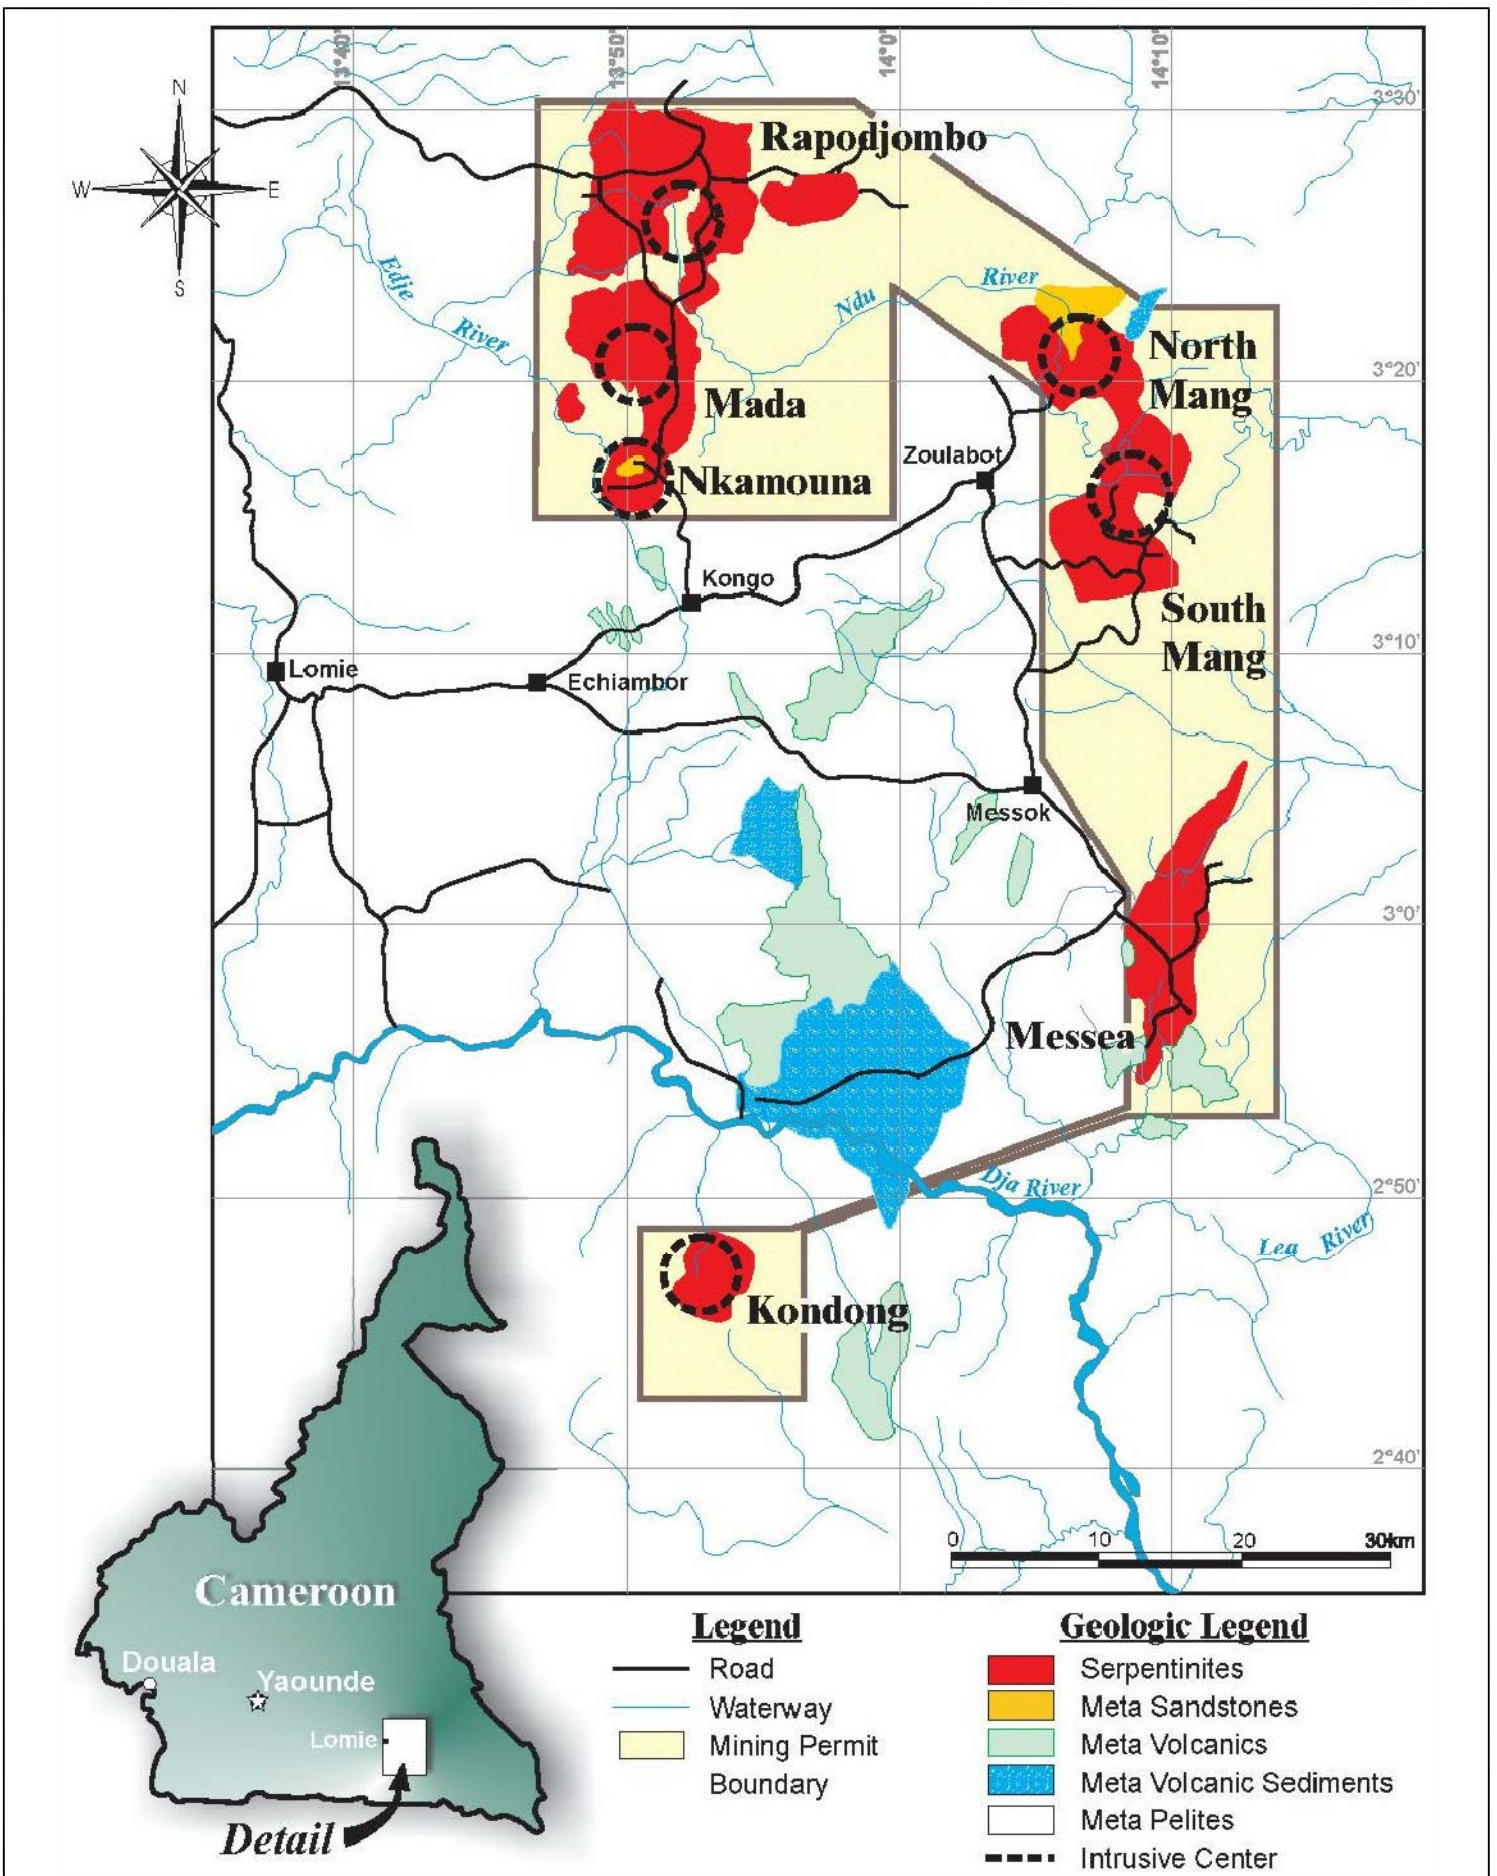 13°40'
13°50'
14°0'
14°10'
N
W
E
S
3°30'
Rapodjombo
Edje
River
Ndu
River
North
Mang
3°20'
Mada
Zoulabot
Nkamouna
Kongo
South
Mang
3°10'
Lomie
Echiambor
Messok
3°0'
Messea
Dja River
2°50'
Lea River
Kondong
2°40'
0 10 20 30km
Cameroon
Douala
Yaounde
Lomie
Detail
Legend
Road
Waterway
Mining Permit
Boundary
Geologic Legend
Serpentinites
Meta Sandstones
Meta Volcanics
Meta Volcanic Sediments
Meta Pelites
Intrusive Center